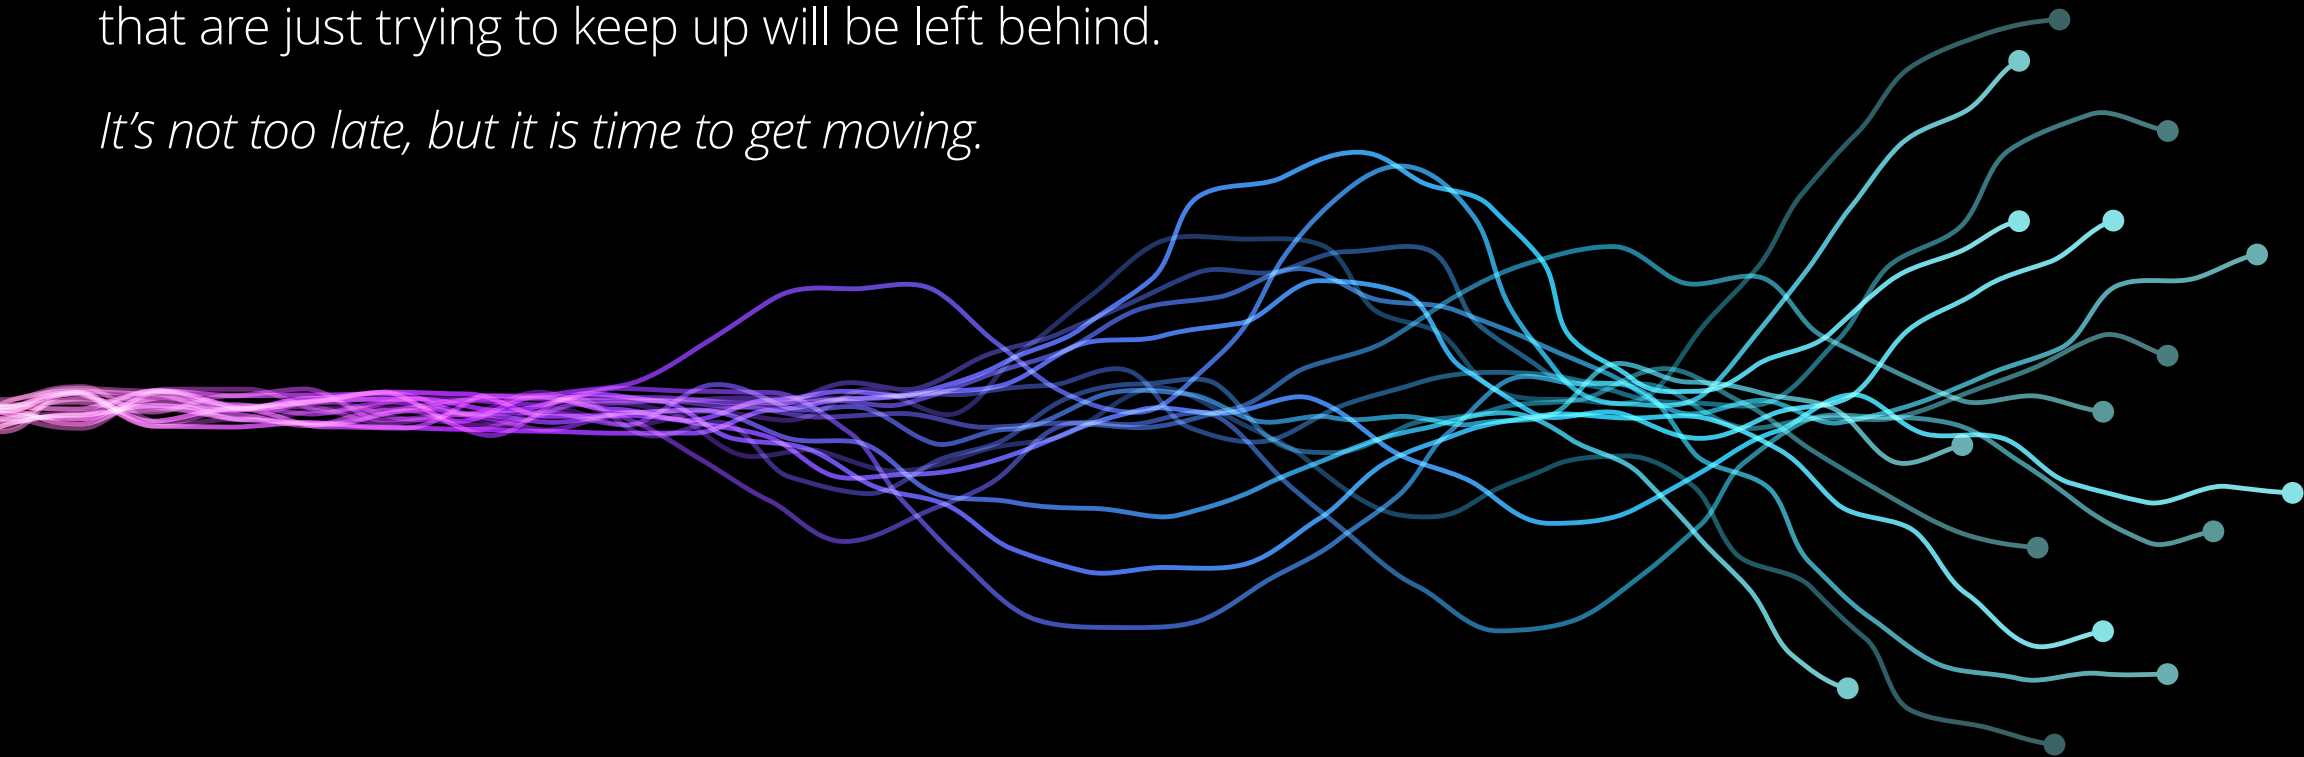 that are just trying to keep up will be left behind.
It’s not too late, but it is time to get moving.